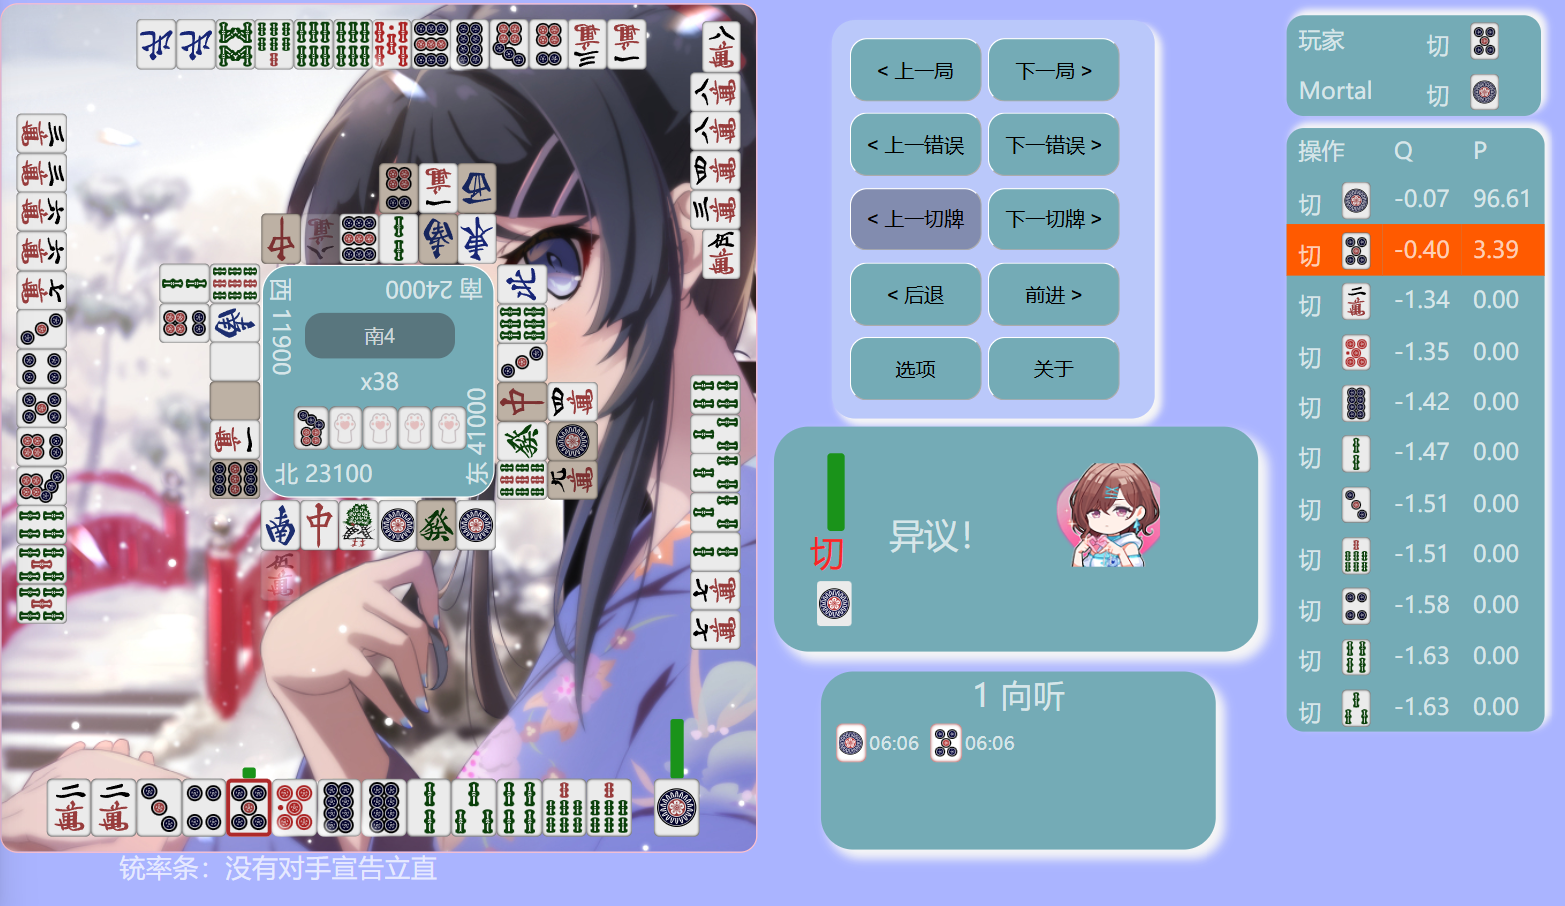 < 上一局
下一局 >
< 上一错误
下一错误 >
< 上一切牌
下一切牌 >
< 后退
前进 >
选项
关于
玩家 切
Mortal 切
操作 Q P
切 -0.07 96.61
切 -0.40 3.39
切 -1.34 0.00
切 -1.35 0.00
切 -1.42 0.00
切 -1.47 0.00
切 -1.51 0.00
切 -1.51 0.00
切 -1.58 0.00
切 -1.63 0.00
切 -1.63 0.00
南 24000
西 11900
南4
x38
东 41000
北 23100
切
异议！
1 向听
06:06 06:06
铳率条：没有对手宣告立直